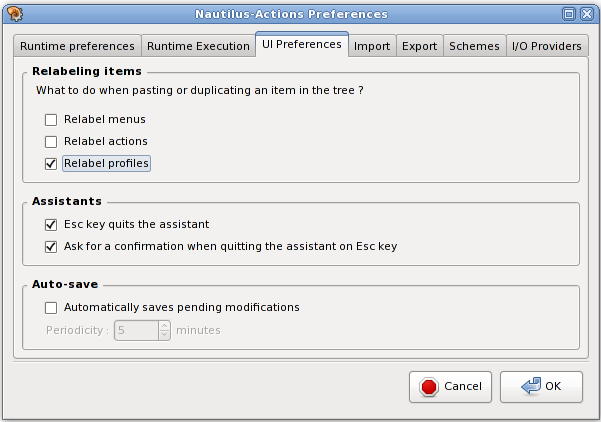 Nautilus-Actions Preferences
Runtime preferences Runtime Execution UI Preferences Import Export Schemes I/O Providers
Relabeling items
What to do when pasting or duplicating an item in the tree ?
Relabel menus
Relabel actions
Relabel profiles
Assistants
Esc key quits the assistant
Ask for a confirmation when quitting the assistant on Esc key
Auto-save
Automatically saves pending modifications
Periodicity : 5 minutes
Cancel OK